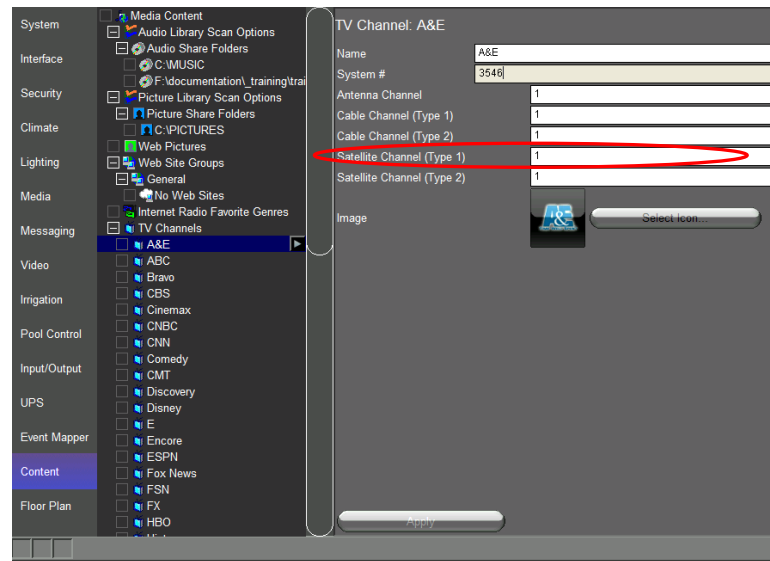 System
Interface
Security
Climate
Lighting
Media
Messaging
Video
Irrigation
Pool Control
Input/Output
UPS
Event Mapper
Content
Floor Plan
Media Content
Audio Library Scan Options
Audio Share Folders
C:\MUSIC
F:\documentation\_training\trai
Picture Library Scan Options
Picture Share Folders
C:\PICTURES
Web Pictures
Web Site Groups
General
No Web Sites
Internet Radio Favorite Genres
TV Channels
A&E
ABC
Bravo
CBS
Cinemax
CNBC
CNN
Comedy
CMT
Discovery
Disney
E
Encore
ESPN
Fox News
FSN
FX
HBO
TV Channel: A&E
Name A&E
System # 3546
Antenna Channel 1
Cable Channel (Type 1) 1
Cable Channel (Type 2) 1
Satellite Channel (Type 1) 1
Satellite Channel (Type 2) 1
Image A&E Select Icon...
Apply